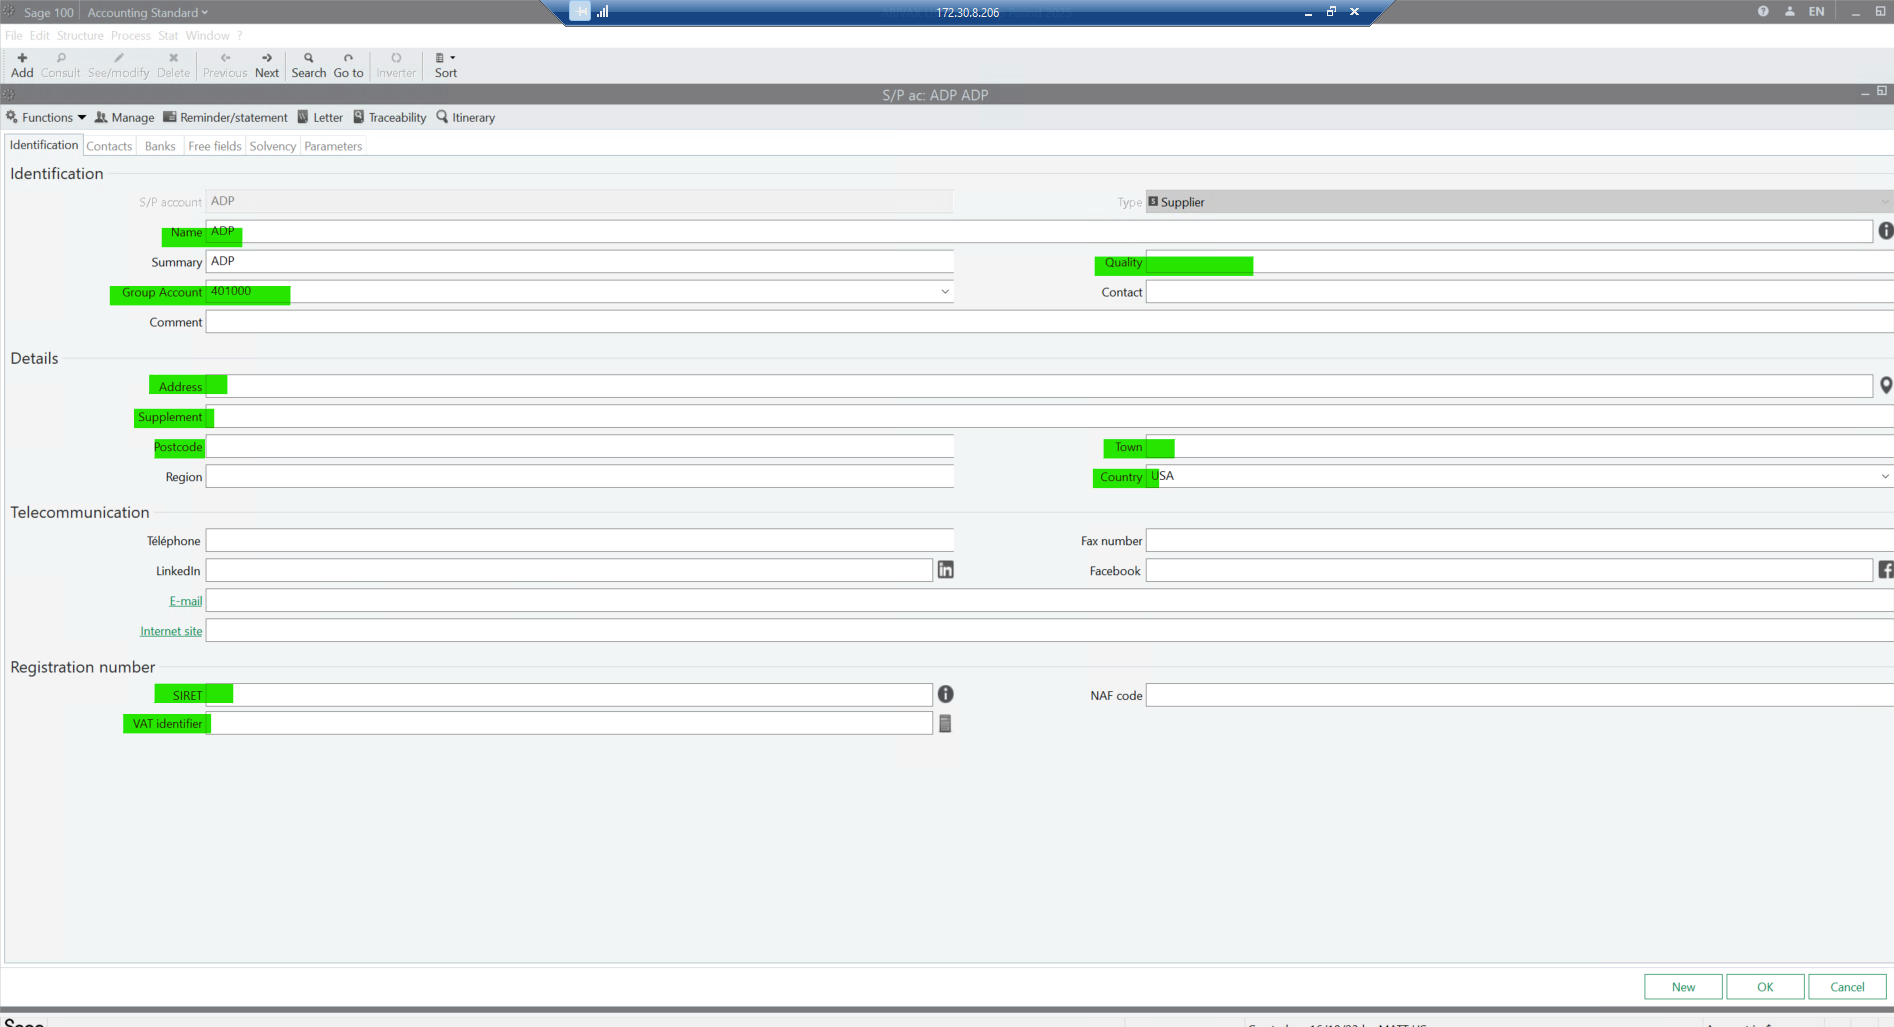 Sage 100 Accounting Standard 172.30.8.206 EN
File Edit Structure Process Stat Window ?
Add Consult See/modify Delete Previous Next Search Go to Inverter Sort
S/P ac: ADP ADP
Functions Manage Reminder/statement Letter Traceability Itinerary
Identification Contacts Banks Free fields Solvency Parameters
Identification
S/P account ADP Type Supplier
Name ADP
Summary ADP Quality
Group Account 401000 Contact
Comment
Details
Address
Supplement
Postcode Town
Region Country USA
Telecommunication
Téléphone Fax number
LinkedIn Facebook
E-mail
Internet site
Registration number
SIRET NAF code
VAT identifier
New OK Cancel